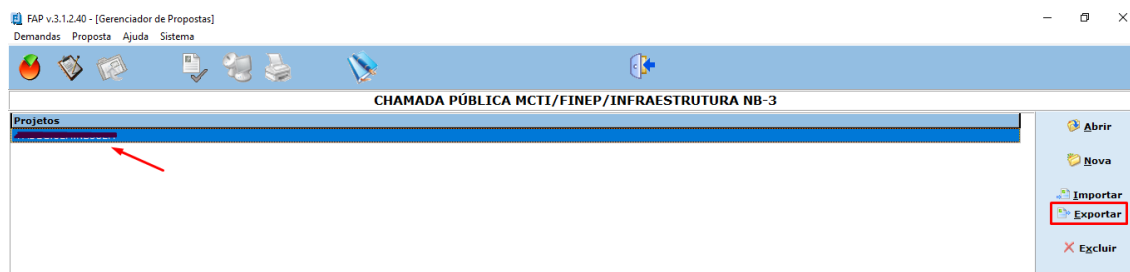 FAP v.3.1.2.40 - [Gerenciador de Propostas]
Demandas Proposta Ajuda Sistema
CHAMADA PÚBLICA MCTI/FINEP/INFRAESTRUTURA NB-3
Projetos
Abrir
Nova
Importar
Exportar
Excluir